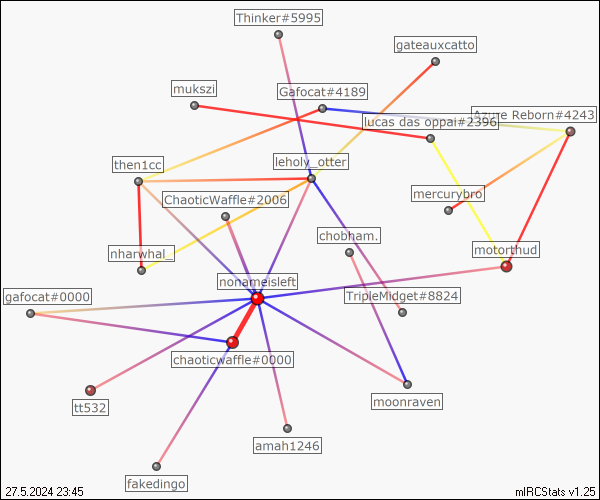 Thinker#5995
gateauxcatto
mukszi
Gafocat#4189
Azure Reborn#4243
lucas das oppai#2396
then1cc
leholy_otter
ChaoticWaffle#2006
mercurybro
chobham.
nharwhal_
motorthud
nonameisleft
gafocat#0000
TripleMidget#8824
chaoticwaffle#0000
tt532
moonraven
amah1246
fakedingo
27.5.2024 23:45
mIRCStats v1.25